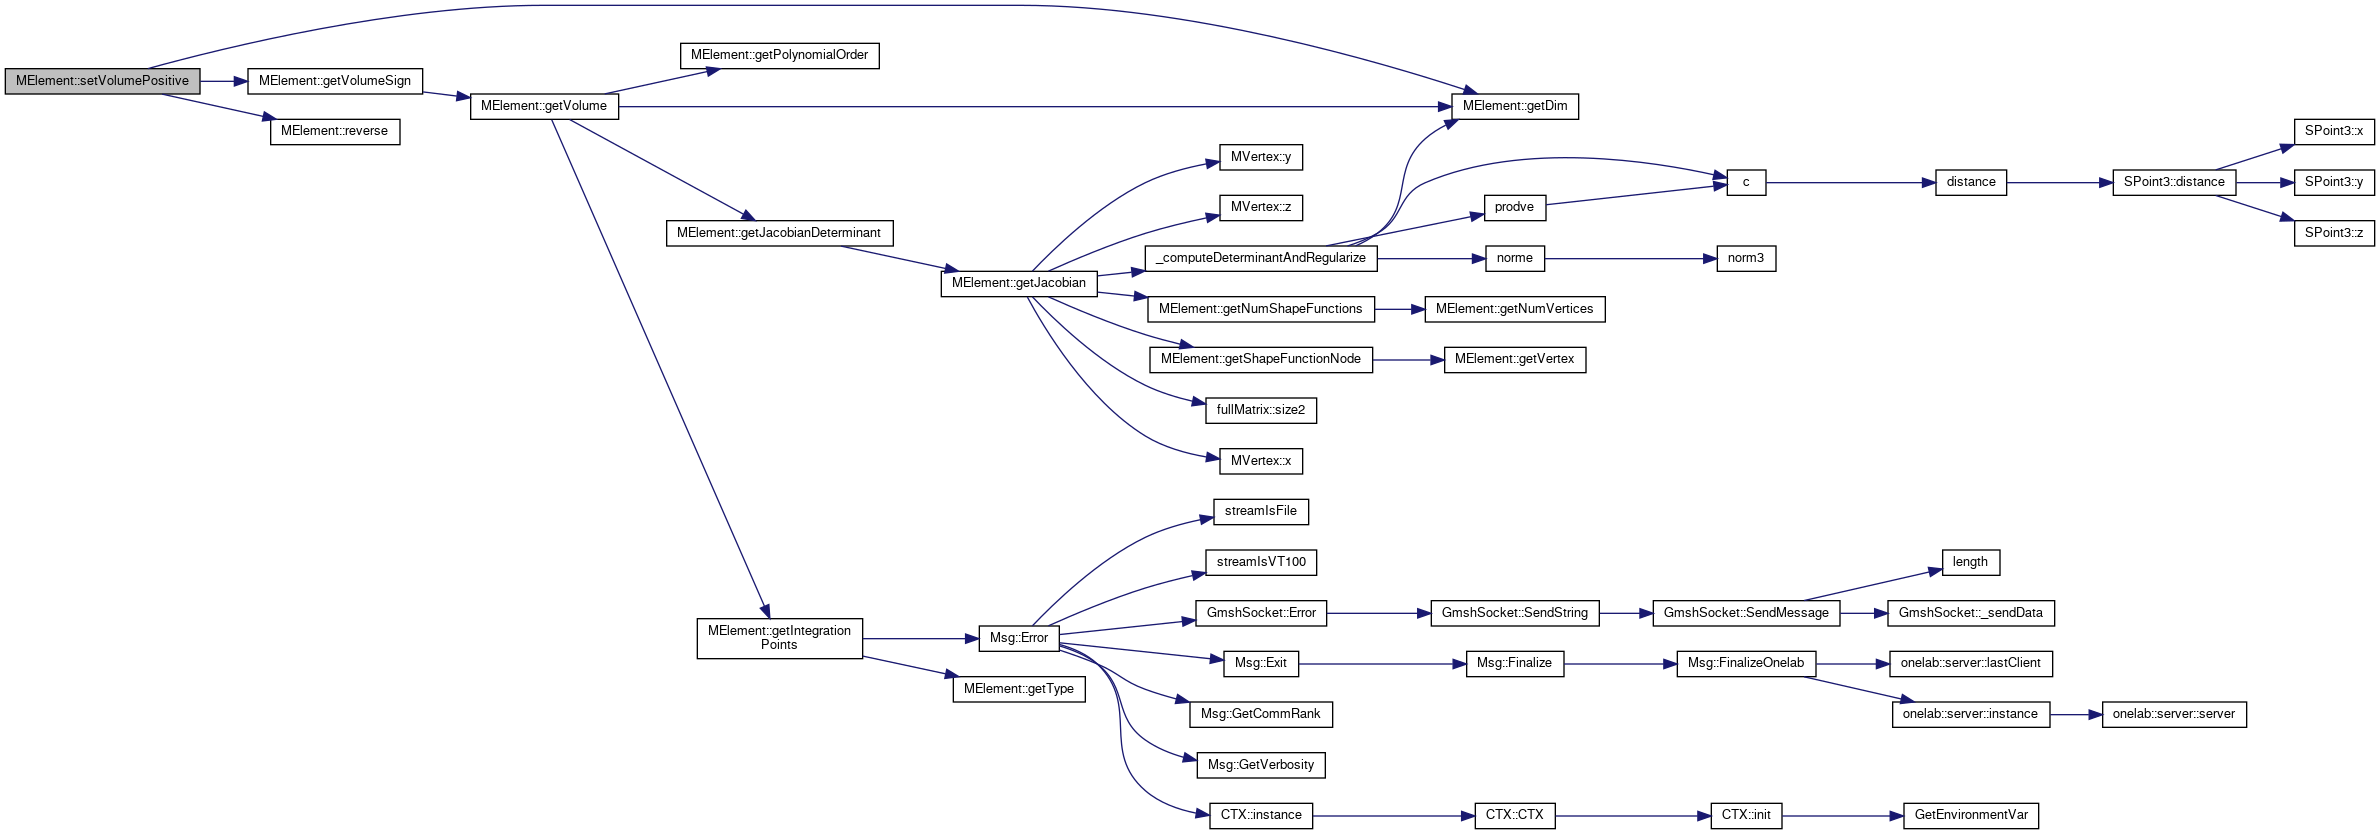 MElement::setVolumePositive
MElement::getVolumeSign
MElement::reverse
MElement::getVolume
MElement::getPolynomialOrder
MElement::getDim
MElement::getJacobianDeterminant
MElement::getJacobian
MVertex::y
MVertex::z
_computeDeterminantAndRegularize
prodve
c
distance
SPoint3::distance
SPoint3::x
SPoint3::y
SPoint3::z
norme
norm3
MElement::getNumShapeFunctions
MElement::getNumVertices
MElement::getShapeFunctionNode
MElement::getVertex
fullMatrix::size2
MVertex::x
MElement::getIntegration
Points
Msg::Error
MElement::getType
streamIsFile
streamIsVT100
GmshSocket::Error
GmshSocket::SendString
GmshSocket::SendMessage
length
GmshSocket::_sendData
Msg::Exit
Msg::Finalize
Msg::FinalizeOnelab
onelab::server::lastClient
onelab::server::instance
onelab::server::server
Msg::GetCommRank
Msg::GetVerbosity
CTX::instance
CTX::CTX
CTX::init
GetEnvironmentVar